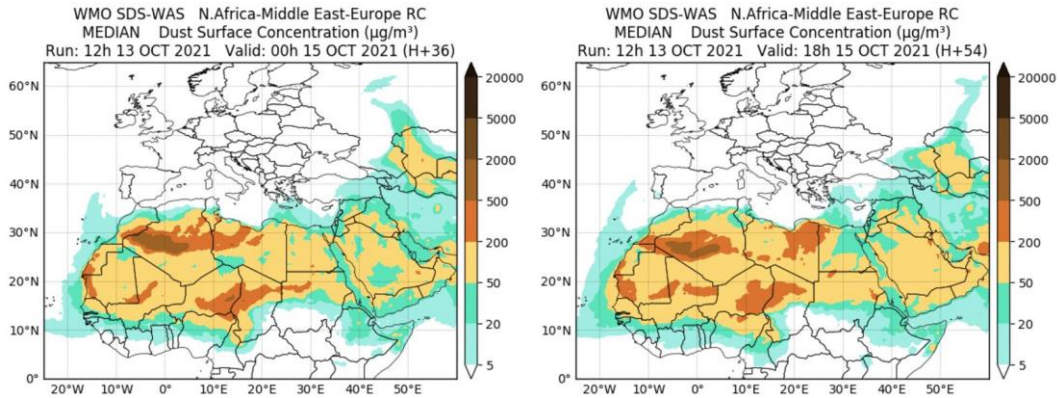 WMO SDS-WAS N.Africa-Middle East-Europe RC
MEDIAN Dust Surface Concentration (μg/m³)
Run: 12h 13 OCT 2021 Valid: 00h 15 OCT 2021 (H+36)
60°N
50°N
40°N
30°N
20°N
10°N
0°
20°W
10°W
0°
10°E
20°E
30°E
40°E
50°E
20000
5000
2000
500
200
50
20
5
WMO SDS-WAS N.Africa-Middle East-Europe RC
MEDIAN Dust Surface Concentration (μg/m³)
Run: 12h 13 OCT 2021 Valid: 18h 15 OCT 2021 (H+54)
60°N
50°N
40°N
30°N
20°N
10°N
0°
20°W
10°W
0°
10°E
20°E
30°E
40°E
50°E
20000
5000
2000
500
200
50
20
5